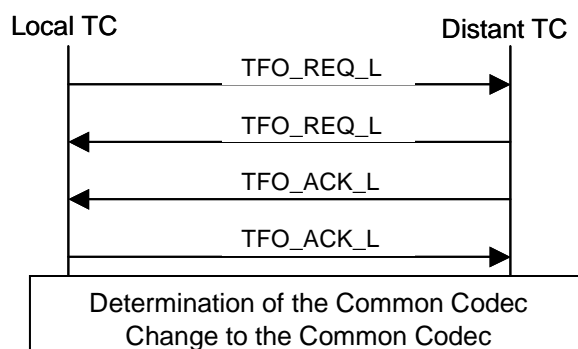 Local TC
Distant TC
TFO_REQ_L
TFO_REQ_L
TFO_ACK_L
TFO_ACK_L
Determination of the Common Codec
Change to the Common Codec